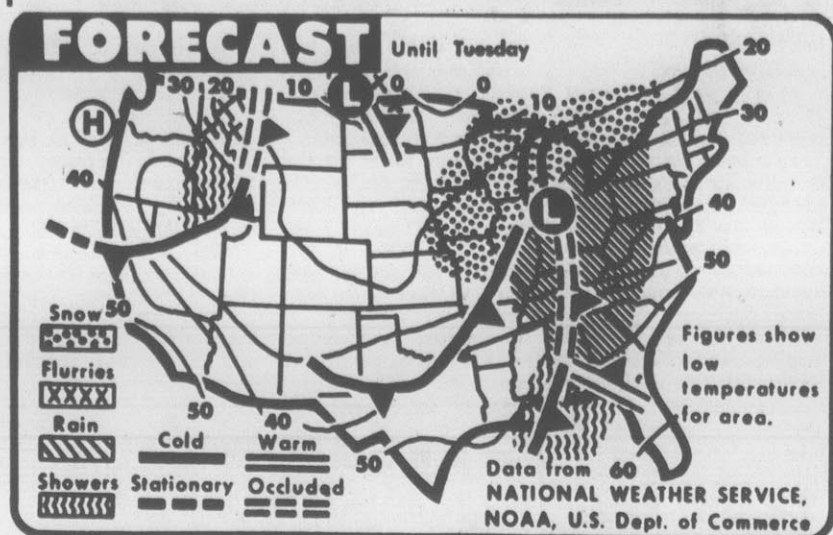 FORECAST Until Tuesday
30 20 10 L 0 0 10 20
H
30
40
L
40
50
50
Snow
Figures show
low
temperatures
for area.
Flurries
50
40
Rain
Cold Warm
50
Showers
Stationary Occluded
Data from 60
NATIONAL WEATHER SERVICE,
NOAA, U.S. Dept. of Commerce